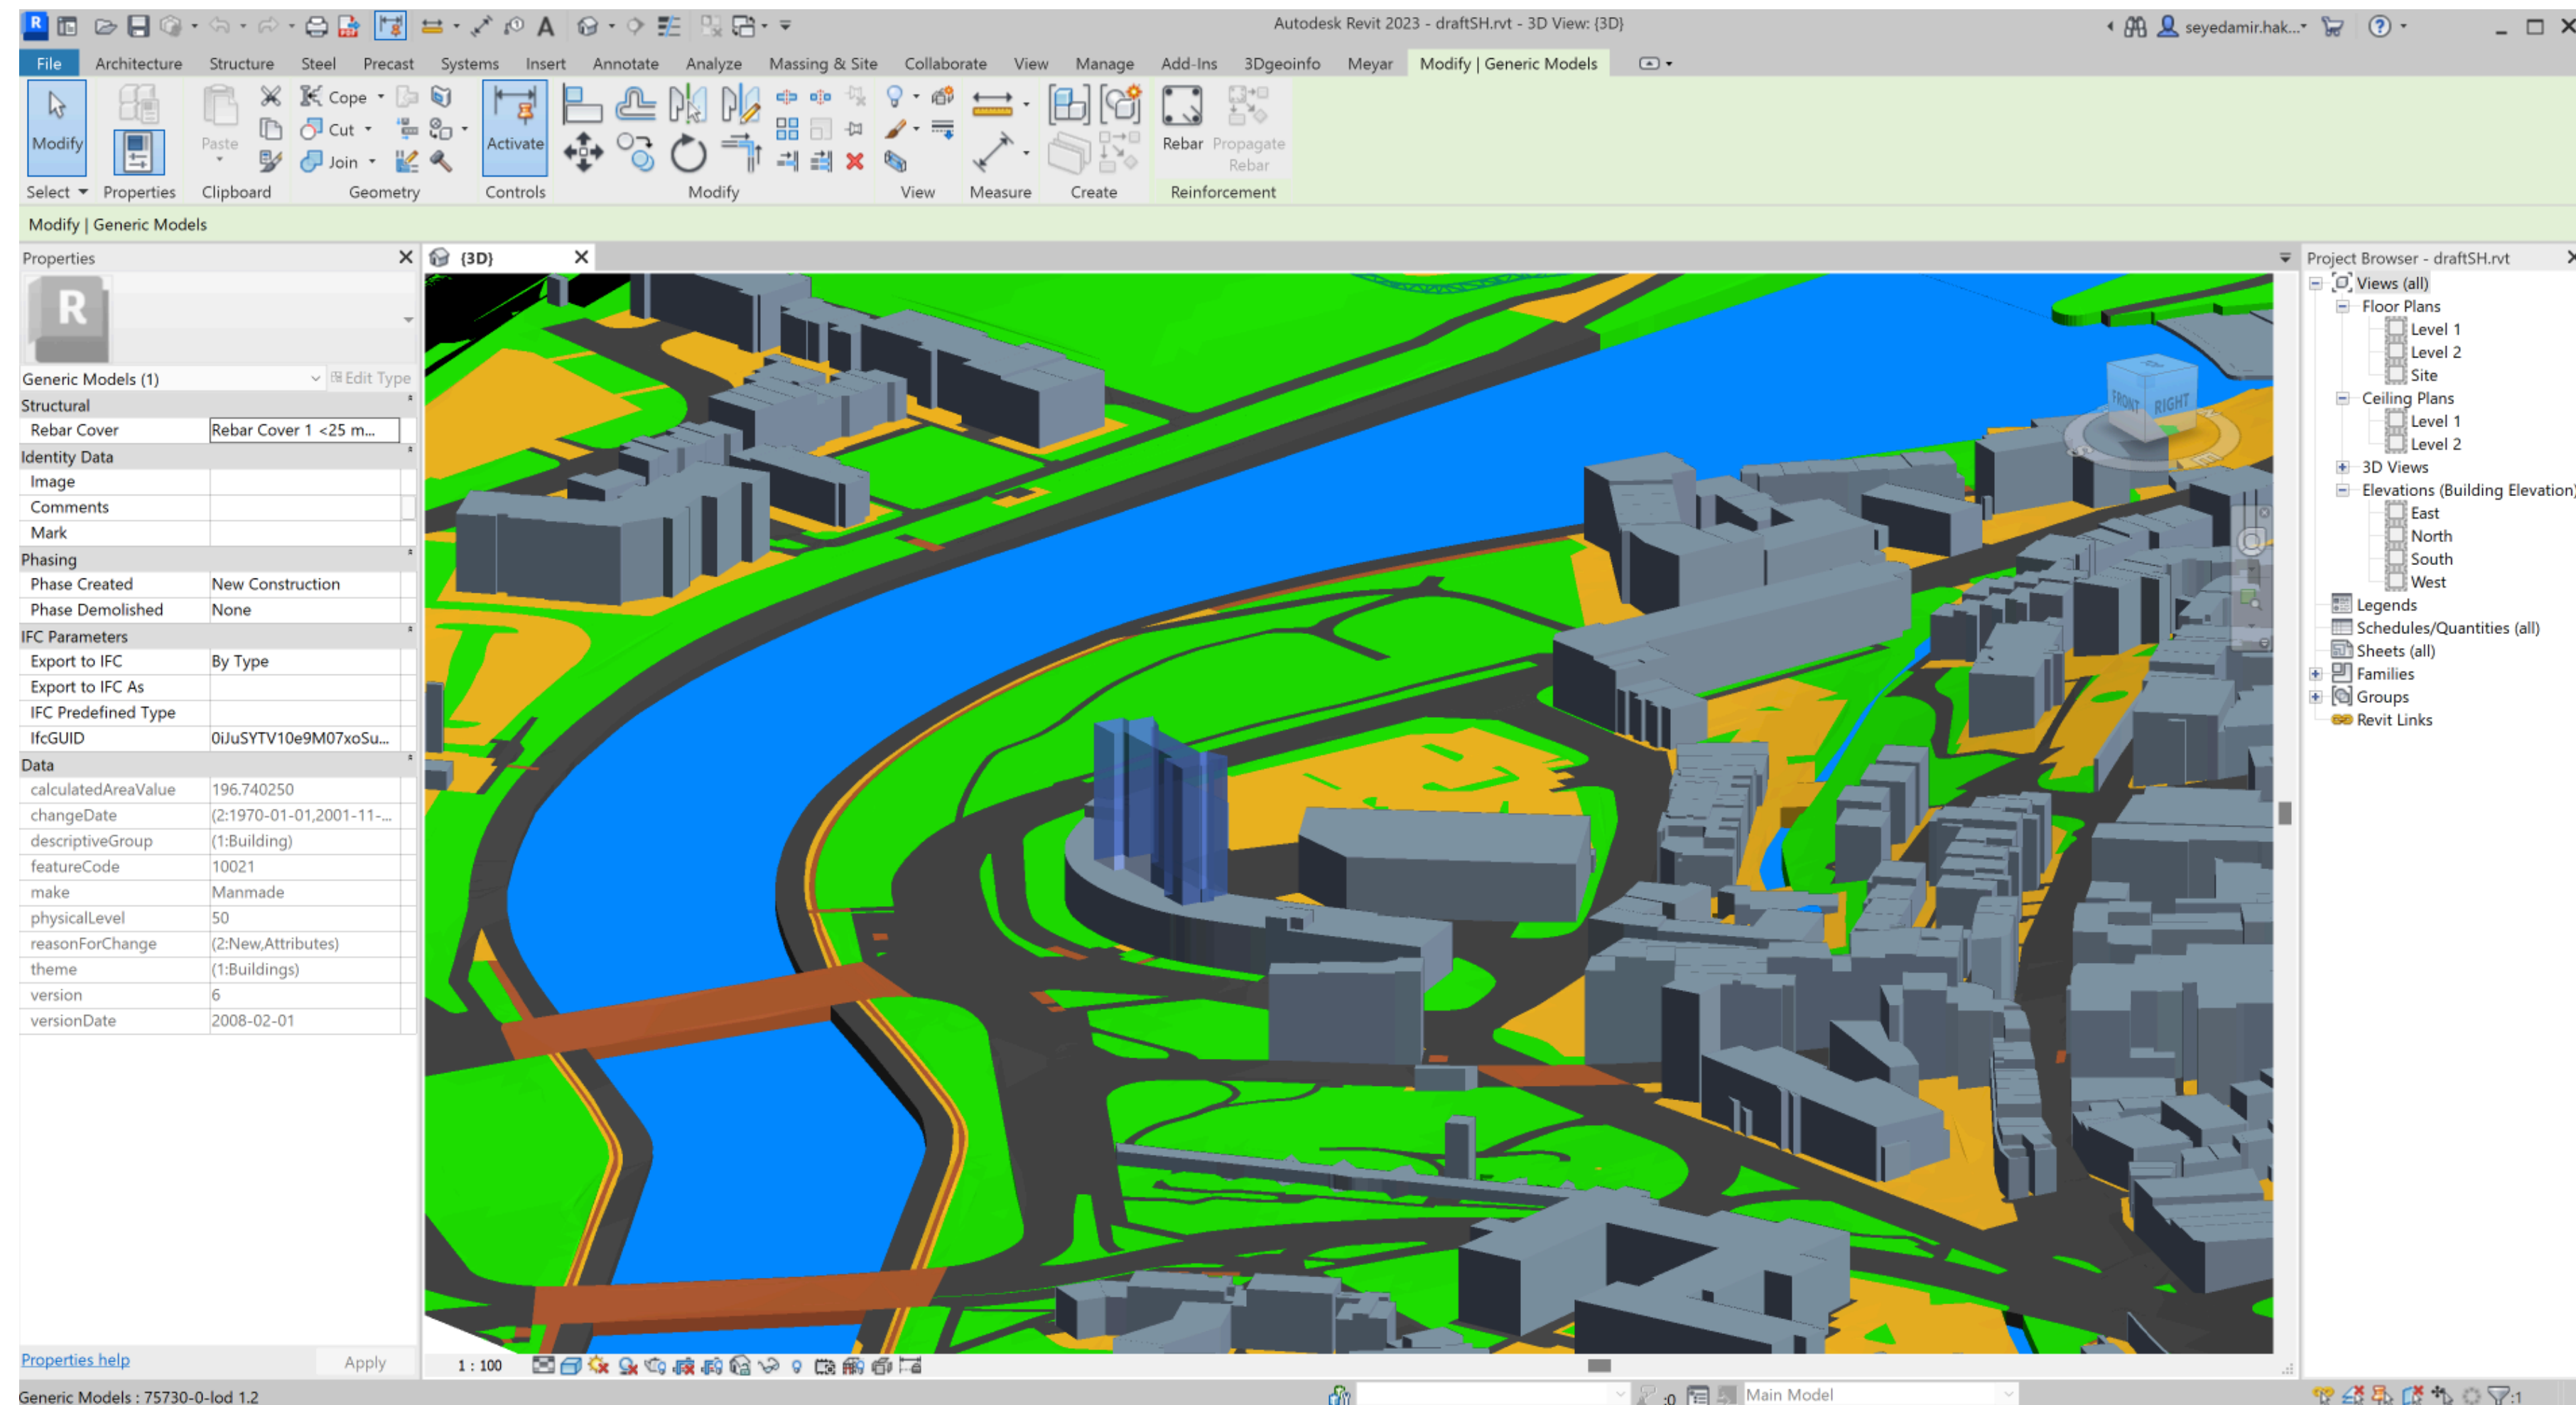 R
Autodesk Revit 2023 - draftSH.rvt - 3D View: {3D}
seyedamir.hak...
File Architecture Structure Steel Precast Systems Insert Annotate Analyze Massing & Site Collaborate View Manage Add-Ins 3Dgeoinfo Meyar Modify | Generic Models
Modify
Paste
Cope
Cut
Join
Activate
Rebar
Propagate Rebar
Select Properties Clipboard Geometry Controls Modify View Measure Create Reinforcement
Modify | Generic Models
Properties
R
Generic Models (1) Edit Type
Structural
Rebar Cover Rebar Cover 1 <25 m...
Identity Data
Image
Comments
Mark
Phasing
Phase Created New Construction
Phase Demolished None
IFC Parameters
Export to IFC By Type
Export to IFC As
IFC Predefined Type
IfcGUID 0iJuSYTV10e9M07xoSu...
Data
calculatedAreaValue 196.740250
changeDate (2:1970-01-01,2001-11-...
descriptiveGroup (1:Building)
featureCode 10021
make Manmade
physicalLevel 50
reasonForChange (2:New,Attributes)
theme (1:Buildings)
version 6
versionDate 2008-02-01
Properties help Apply
{3D}
TOP
FRONT RIGHT
1 : 100
Project Browser - draftSH.rvt
Views (all)
Floor Plans
Level 1
Level 2
Site
Ceiling Plans
Level 1
Level 2
3D Views
Elevations (Building Elevation)
East
North
South
West
Legends
Schedules/Quantities (all)
Sheets (all)
Families
Groups
Revit Links
Generic Models : 75730-0-lod 1.2
:0 Main Model :1